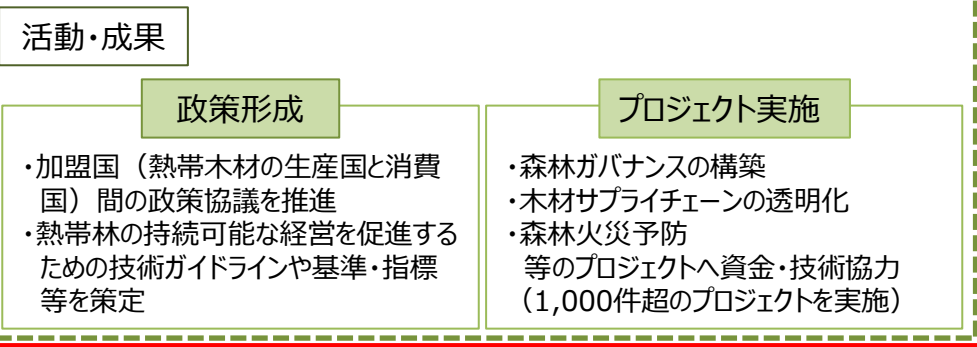 活動・成果
政策形成
・加盟国（熱帯木材の生産国と消費
国）間の政策協議を推進
・熱帯林の持続可能な経営を促進する
ための技術ガイドラインや基準・指標
等を策定
プロジェクト実施
・森林ガバナンスの構築
・木材サプライチェーンの透明化
・森林火災予防
等のプロジェクトへ資金・技術協力
（1,000件超のプロジェクトを実施）